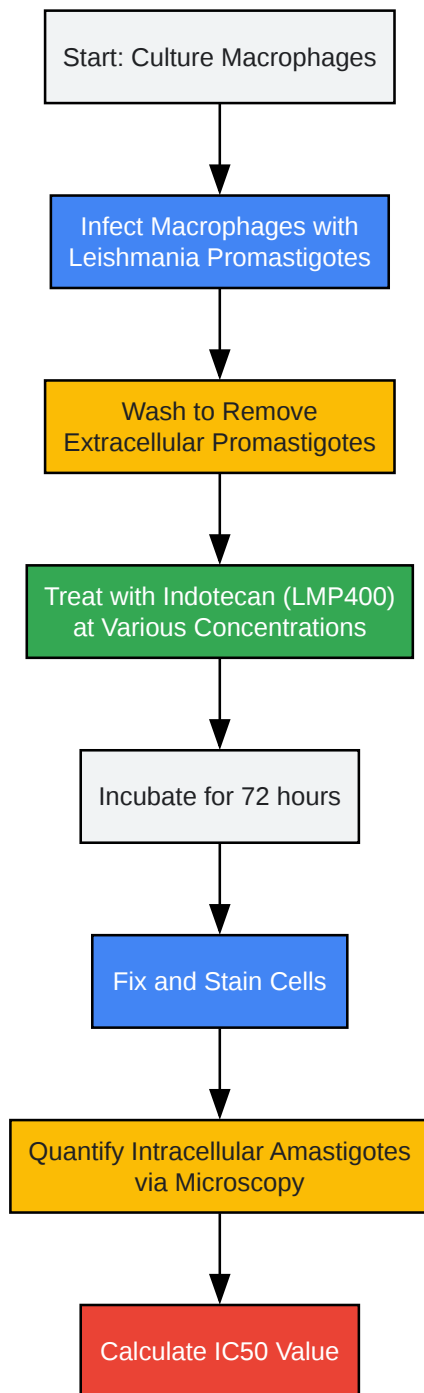 Start: Culture Macrophages
Infect Macrophages with
Leishmania Promastigotes
Wash to Remove
Extracellular Promastigotes
Treat with Indotecan (LMP400)
at Various Concentrations
Incubate for 72 hours
Fix and Stain Cells
Quantify Intracellular Amastigotes
via Microscopy
Calculate IC50 Value